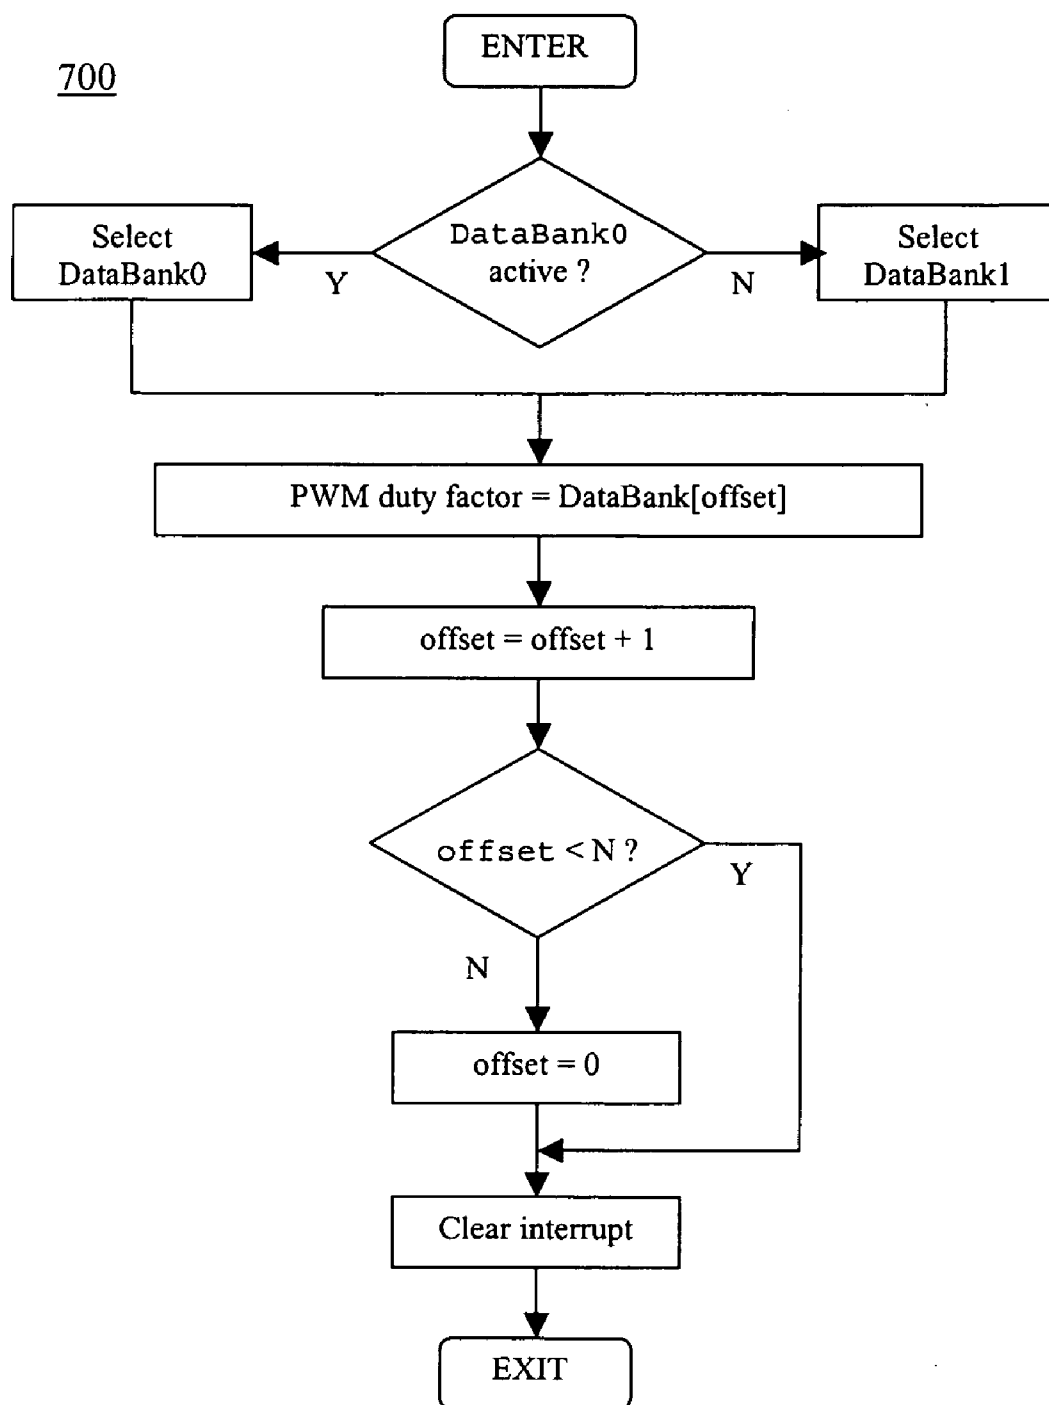 ENTER
700
DataBank0
active ?
Select
DataBank0
Y
N
Select
DataBank1
PWM duty factor = DataBank[offset]
offset = offset + 1
offset < N ?
Y
N
offset = 0
Clear interrupt
EXIT